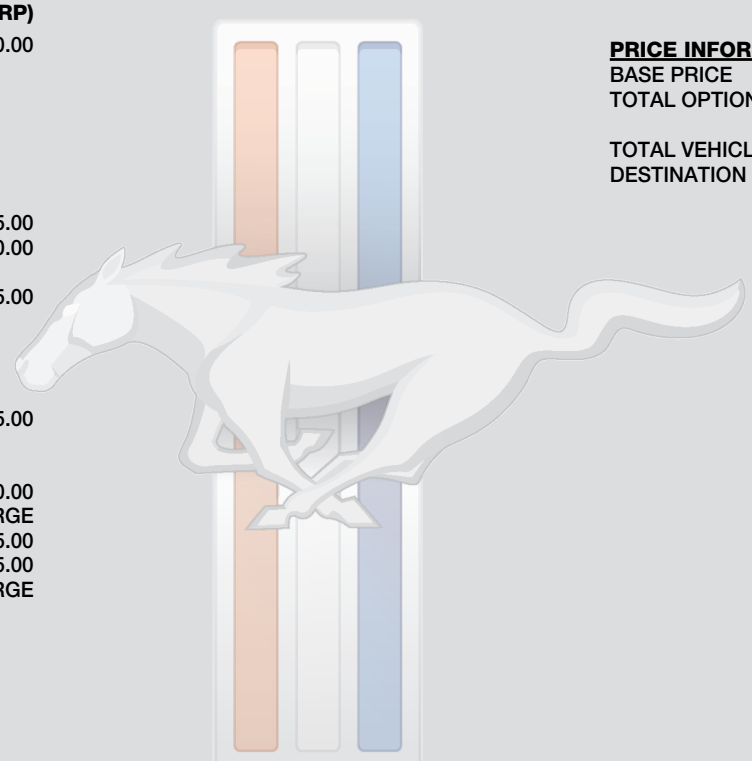 RP)
0.00
5.00
0.00
5.00
5.00
0.00
RGE
5.00
5.00
RGE
PRICE INFOR
BASE PRICE
TOTAL OPTION
TOTAL VEHICL
DESTINATION